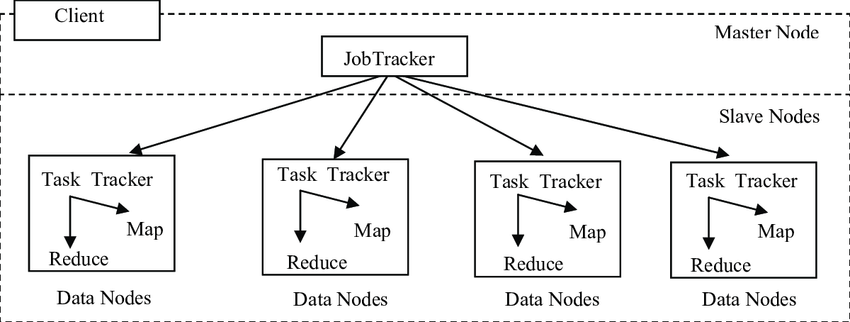 Client
Master Node
JobTracker
Slave Nodes
Task Tracker
Map
Reduce
Data Nodes
Task Tracker
Map
Reduce
Data Nodes
Task Tracker
Map
Reduce
Data Nodes
Task Tracker
Map
Reduce
Data Nodes